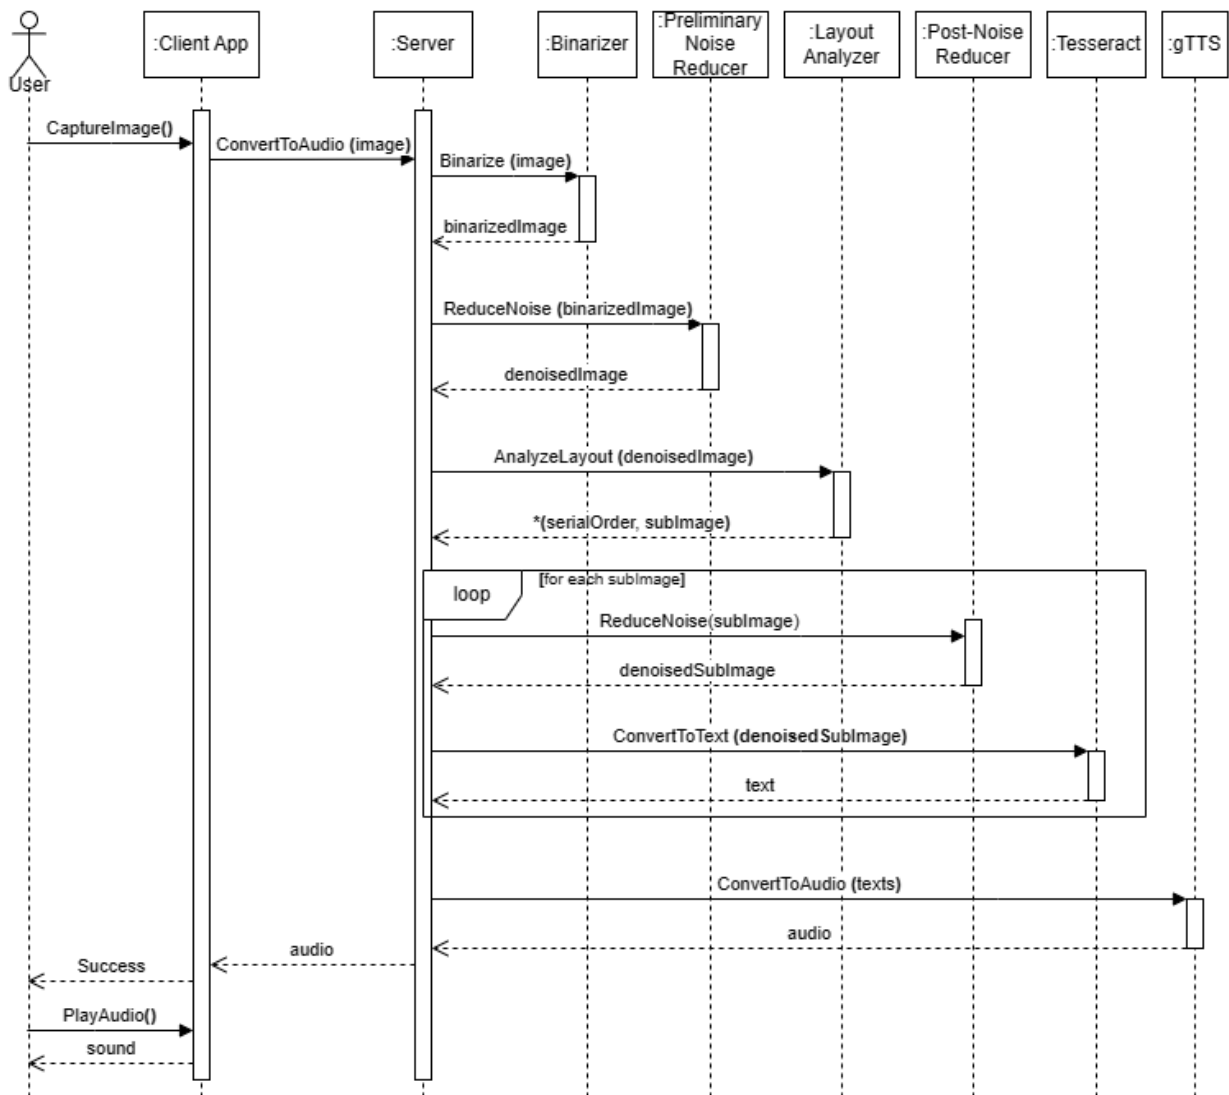 User
:Client App
:Server
:Binarizer
:Preliminary
Noise
Reducer
:Layout
Analyzer
:Post-Noise
Reducer
:Tesseract
:gTTS
CaptureImage()
ConvertToAudio (image)
Binarize (image)
binarizedImage
ReduceNoise (binarizedImage)
denoisedImage
AnalyzeLayout (denoisedImage)
*(serialOrder, subImage)
loop
[for each subImage]
ReduceNoise(subImage)
denoisedSubImage
ConvertToText (denoisedSubImage)
text
ConvertToAudio (texts)
audio
audio
Success
PlayAudio()
sound